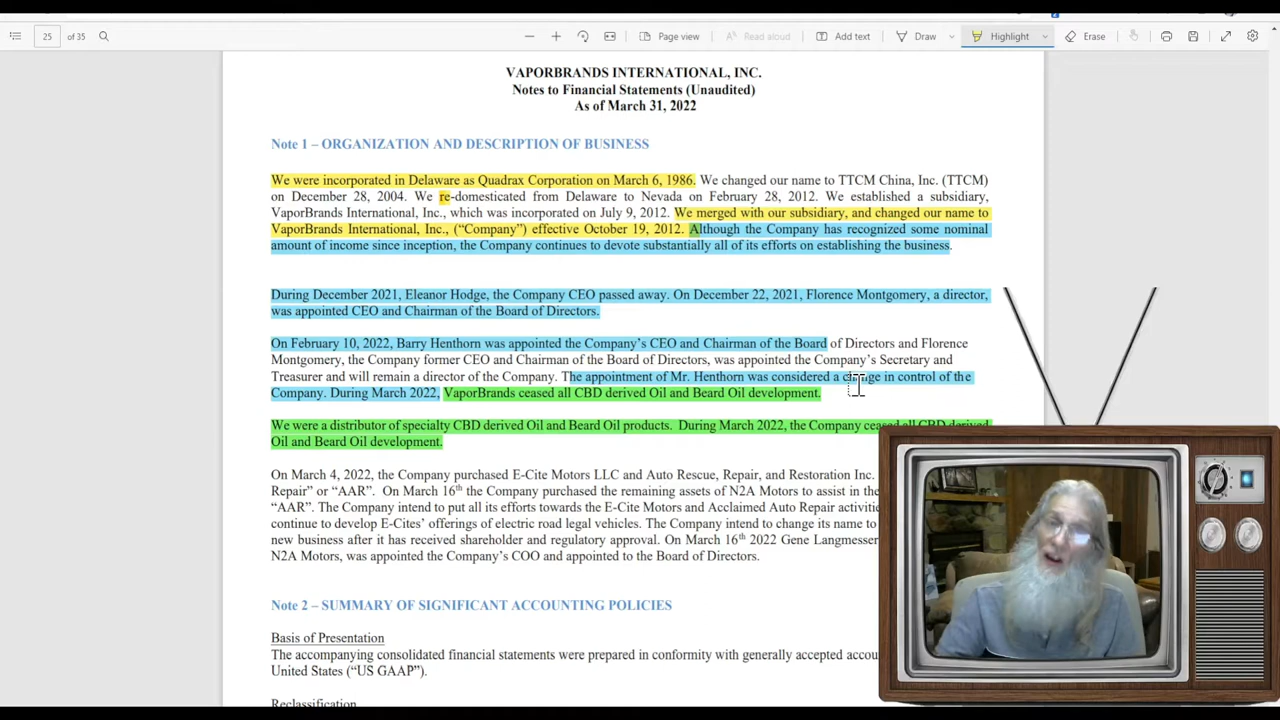 25 of 35 Page view Read aloud Add text Draw Highlight Erase
VAPORBRANDS INTERNATIONAL, INC.
Notes to Financial Statements (Unaudited)
As of March 31, 2022
Note 1 – ORGANIZATION AND DESCRIPTION OF BUSINESS
We were incorporated in Delaware as Quadrax Corporation on March 6, 1986. We changed our name to TTCM China, Inc. (TTCM)
on December 28, 2004. We re-domesticated from Delaware to Nevada on February 28, 2012. We established a subsidiary,
VaporBrands International, Inc., which was incorporated on July 9, 2012. We merged with our subsidiary, and changed our name to
VaporBrands International, Inc., (“Company”) effective October 19, 2012. Although the Company has recognized some nominal
amount of income since inception, the Company continues to devote substantially all of its efforts on establishing the business.
During December 2021, Eleanor Hodge, the Company CEO passed away. On December 22, 2021, Florence Montgomery, a director,
was appointed CEO and Chairman of the Board of Directors.
On February 10, 2022, Barry Henthorn was appointed the Company’s CEO and Chairman of the Board of Directors and Florence
Montgomery, the Company former CEO and Chairman of the Board of Directors, was appointed the Company’s Secretary and
Treasurer and will remain a director of the Company. The appointment of Mr. Henthorn was considered a change in control of the
Company. During March 2022, VaporBrands ceased all CBD derived Oil and Beard Oil development.
We were a distributor of specialty CBD derived Oil and Beard Oil products. During March 2022, the Company ceased all CBD derived
Oil and Beard Oil development.
On March 4, 2022, the Company purchased E-Cite Motors LLC and Auto Rescue, Repair, and Restoration Inc.
Repair” or “AAR”. On March 16th the Company purchased the remaining assets of N2A Motors to assist in the
“AAR”. The Company intend to put all its efforts towards the E-Cite Motors and Acclaimed Auto Repair
continue to develop E-Cites’ offerings of electric road legal vehicles. The Company intend to change its name to
new business after it has received shareholder and regulatory approval. On March 16th 2022 Gene Langmesser
N2A Motors, was appointed the Company’s COO and appointed to the Board of Directors.
Note 2 – SUMMARY OF SIGNIFICANT ACCOUNTING POLICIES
Basis of Presentation
The accompanying consolidated financial statements were prepared in conformity with generally accepted
United States (“US GAAP”).
Reclassification